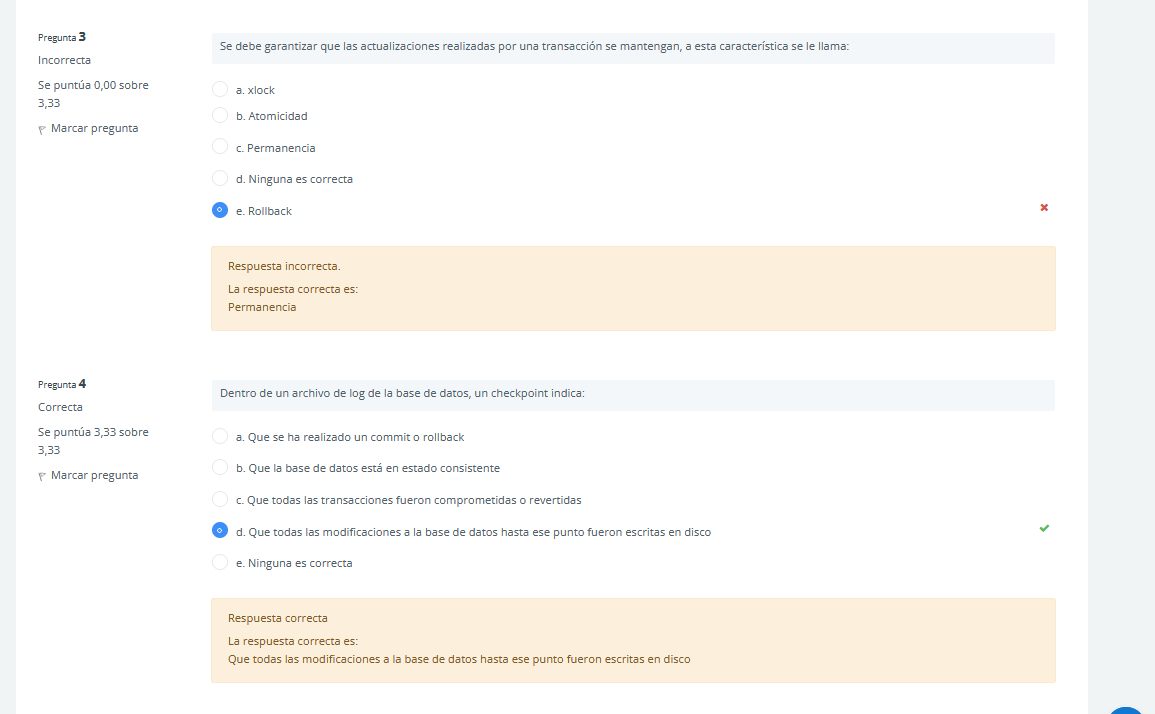 Pregunta 3
Incorrecta
Se puntúa 0,00 sobre
3,33
Marcar pregunta
Se debe garantizar que las actualizaciones realizadas por una transacción se mantengan, a esta característica se le llama:
a. xlock
b. Atomicidad
c. Permanencia
d. Ninguna es correcta
e. Rollback
Respuesta incorrecta.
La respuesta correcta es:
Permanencia
Pregunta 4
Correcta
Se puntúa 3,33 sobre
3,33
Marcar pregunta
Dentro de un archivo de log de la base de datos, un checkpoint indica:
a. Que se ha realizado un commit o rollback
b. Que la base de datos está en estado consistente
c. Que todas las transacciones fueron comprometidas o revertidas
d. Que todas las modificaciones a la base de datos hasta ese punto fueron escritas en disco
e. Ninguna es correcta
Respuesta correcta
La respuesta correcta es:
Que todas las modificaciones a la base de datos hasta ese punto fueron escritas en disco